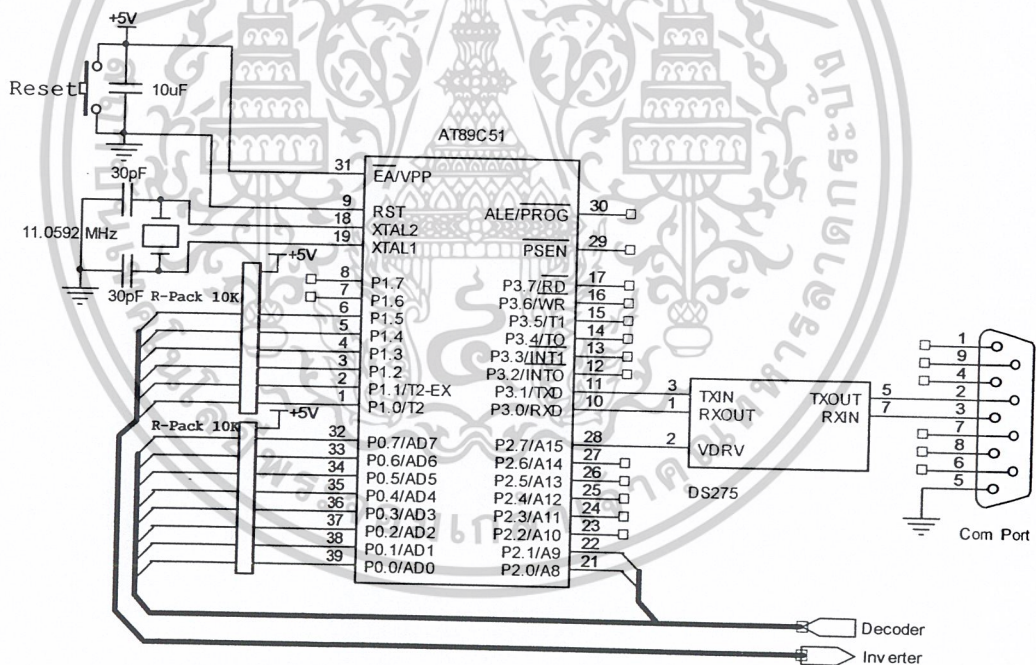 +5V
Reset
10uF
AT89C51
31
EA/VPP
9
RST
18
XTAL2
19
XTAL1
30pF
11.0592 MHz
30pF
+5V
R-Pack 10K
8
P1.7
7
P1.6
6
P1.5
5
P1.4
4
P1.3
3
P1.2
2
P1.1/T2-EX
1
P1.0/T2
+5V
R-Pack 10K
32
P0.7/AD7
33
P0.6/AD6
34
P0.5/AD5
35
P0.4/AD4
36
P0.3/AD3
37
P0.2/AD2
38
P0.1/AD1
39
P0.0/AD0
ALE/PROG
30
PSEN
29
P3.7/RD
17
P3.6/WR
16
P3.5/T1
15
P3.4/TO
14
P3.3/INT1
13
P3.2/INTO
12
P3.1/TXD
11
P3.0/RXD
10
P2.7/A15
28
P2.6/A14
27
P2.5/A13
26
P2.4/A12
25
P2.3/A11
24
P2.2/A10
23
P2.1/A9
22
P2.0/A8
21
3
TXIN
1
RXOUT
2
VDRV
TXOUT
5
RXIN
7
DS275
1
9
4
2
3
7
8
6
5
Com Port
Decoder
Inverter